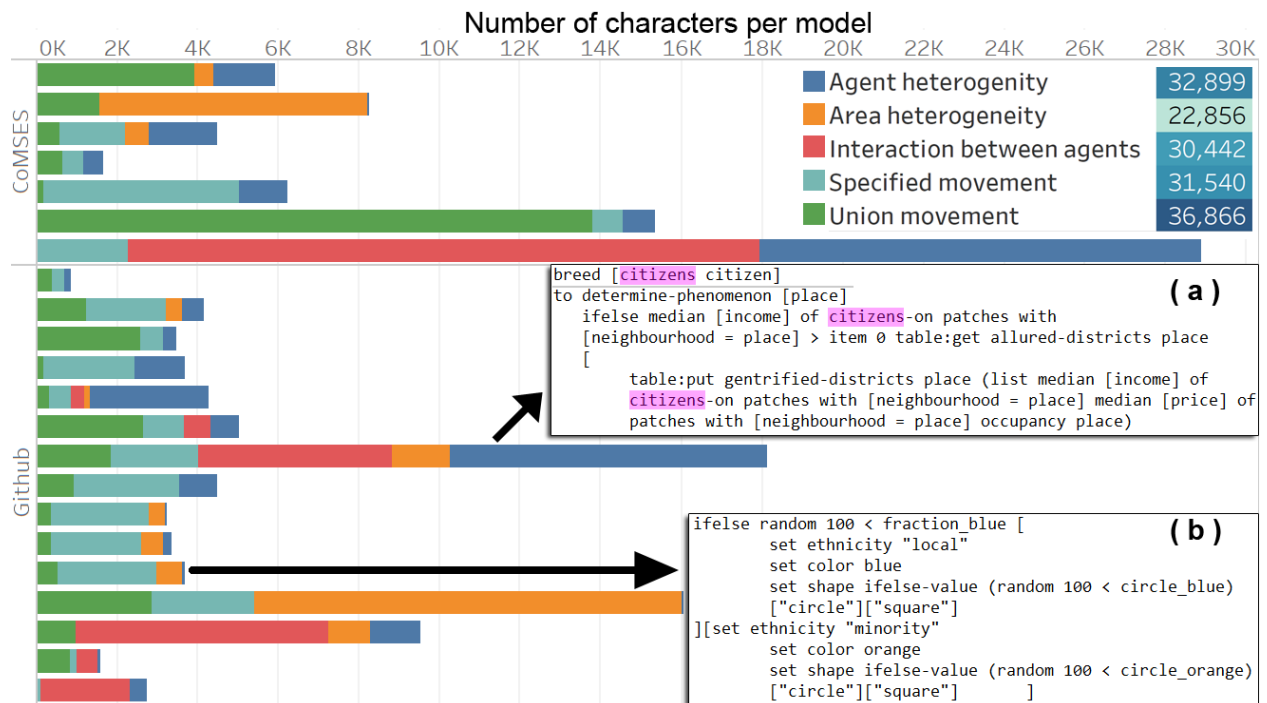 Number of characters per model
0K 2K 4K 6K 8K 10K 12K 14K 16K 18K 20K 22K 24K 26K 28K 30K
CoMSES
Agent heterogenity 32,899
Area heterogeneity 22,856
Interaction between agents 30,442
Specified movement 31,540
Union movement 36,866
Github
(a)
breed [citizens citizen]
to determine-phenomenon [place]
ifelse median [income] of citizens-on patches with
[neighbourhood = place] > item 0 table:get allured-districts place
[
table:put gentrified-districts place (list median [income] of
citizens-on patches with [neighbourhood = place] median [price] of
patches with [neighbourhood = place] occupancy place)
(b)
ifelse random 100 < fraction_blue [
set ethnicity "local"
set color blue
set shape ifelse-value (random 100 < circle_blue)
["circle"]["square"]
][set ethnicity "minority"
set color orange
set shape ifelse-value (random 100 < circle_orange)
["circle"]["square"] ]